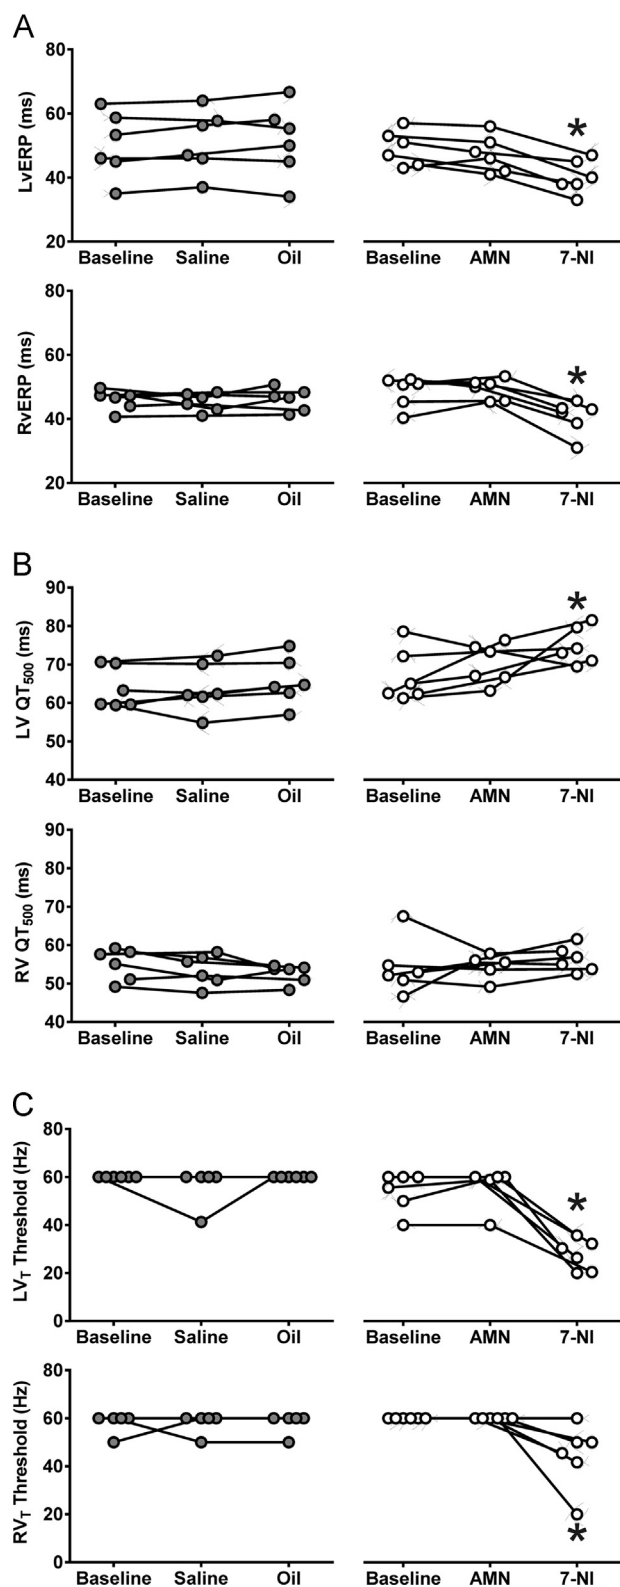 A
LvERP (ms)
80
60
40
20
Baseline Saline Oil
*
Baseline AMN 7-NI
RvERP (ms)
80
60
40
20
Baseline Saline Oil
*
Baseline AMN 7-NI
B
LV QT500 (ms)
90
80
70
60
50
40
Baseline Saline Oil
*
Baseline AMN 7-NI
RV QT500 (ms)
90
80
70
60
50
40
Baseline Saline Oil
Baseline AMN 7-NI
C
LVT Threshold (Hz)
80
60
40
20
0
Baseline Saline Oil
*
Baseline AMN 7-NI
RVT Threshold (Hz)
80
60
40
20
0
Baseline Saline Oil
*
Baseline AMN 7-NI